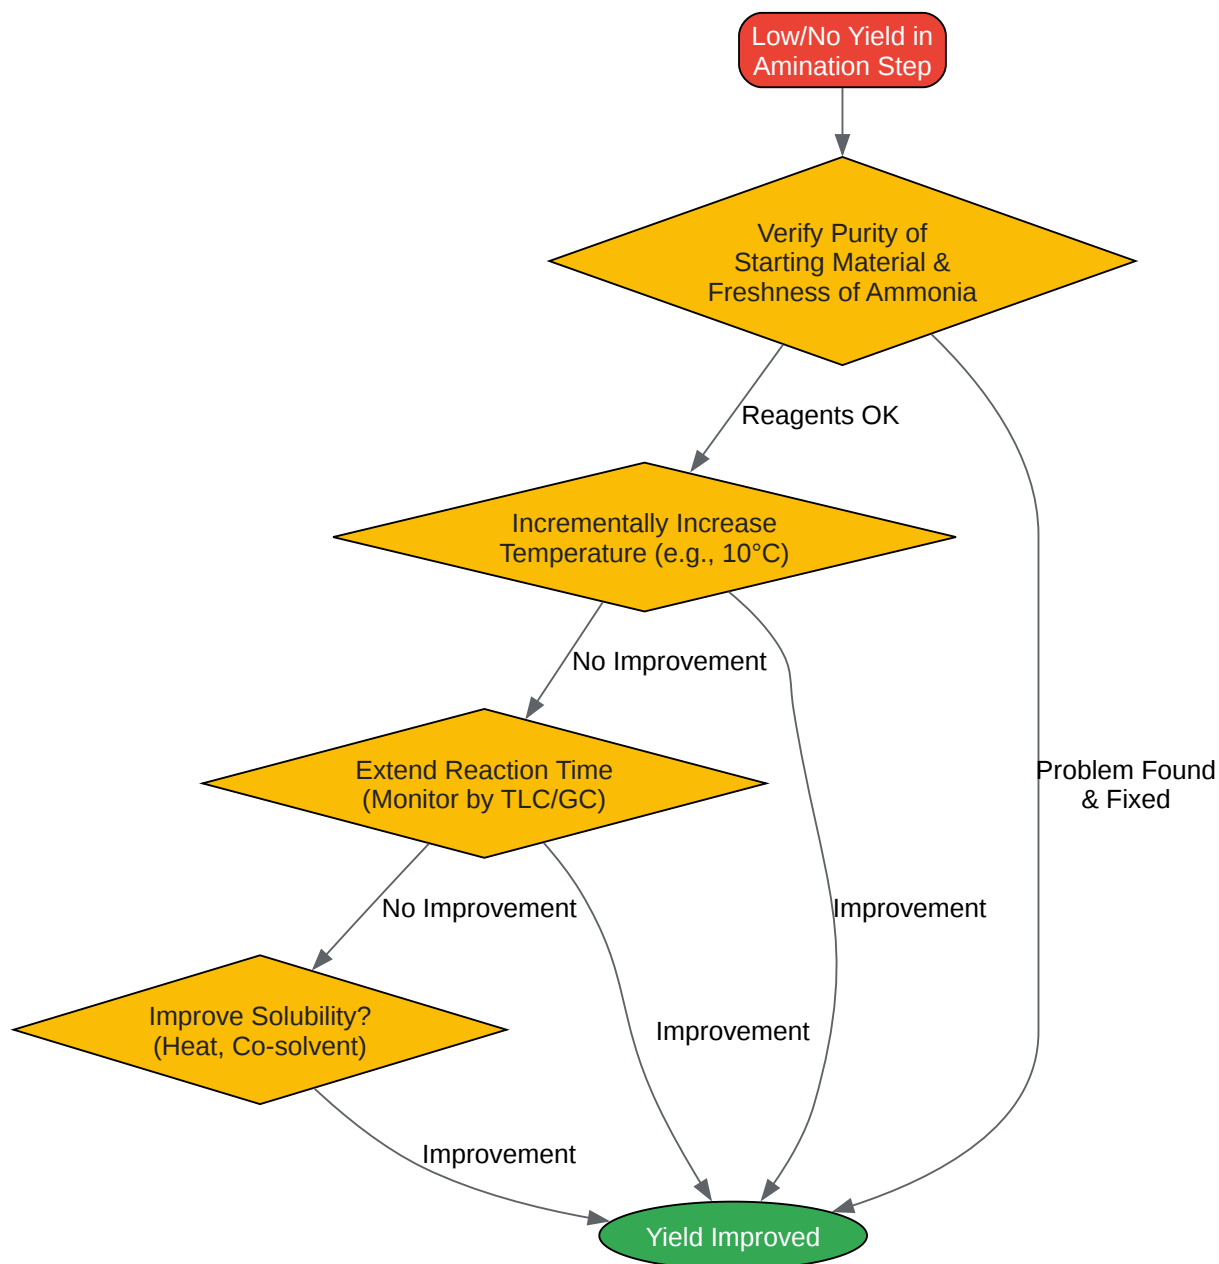 Low/No Yield in
Amination Step
Verify Purity of
Starting Material &
Freshness of Ammonia
Reagents OK
Incrementally Increase
Temperature (e.g., 10°C)
No Improvement
Extend Reaction Time
(Monitor by TLC/GC)
Problem Found
& Fixed
No Improvement
Improvement
Improve Solubility?
(Heat, Co-solvent)
Improvement
Improvement
Yield Improved